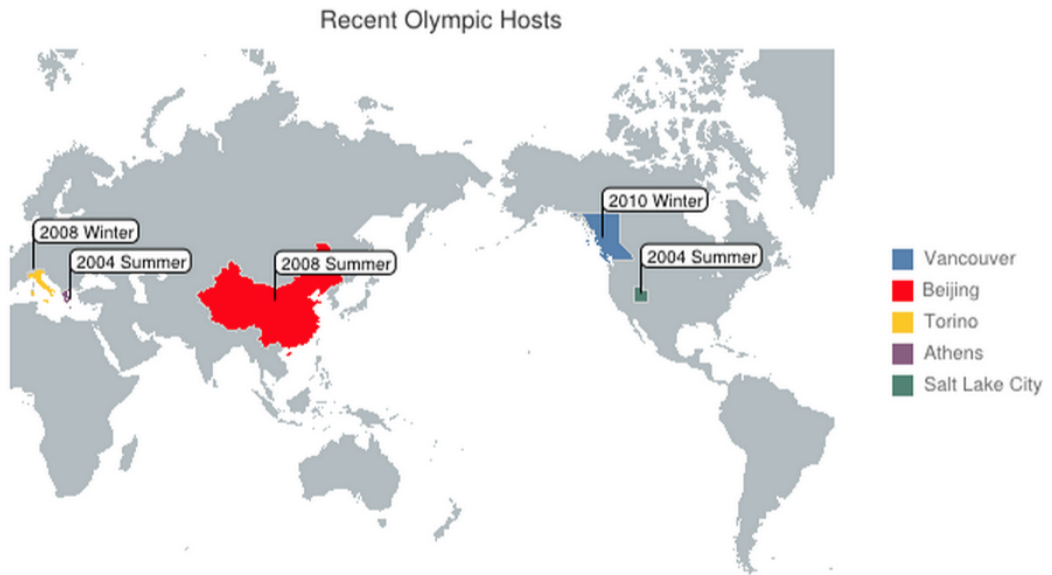 Recent Olympic Hosts
2008 Winter
2004 Summer
2008 Summer
2010 Winter
2004 Summer
Vancouver
Beijing
Torino
Athens
Salt Lake City